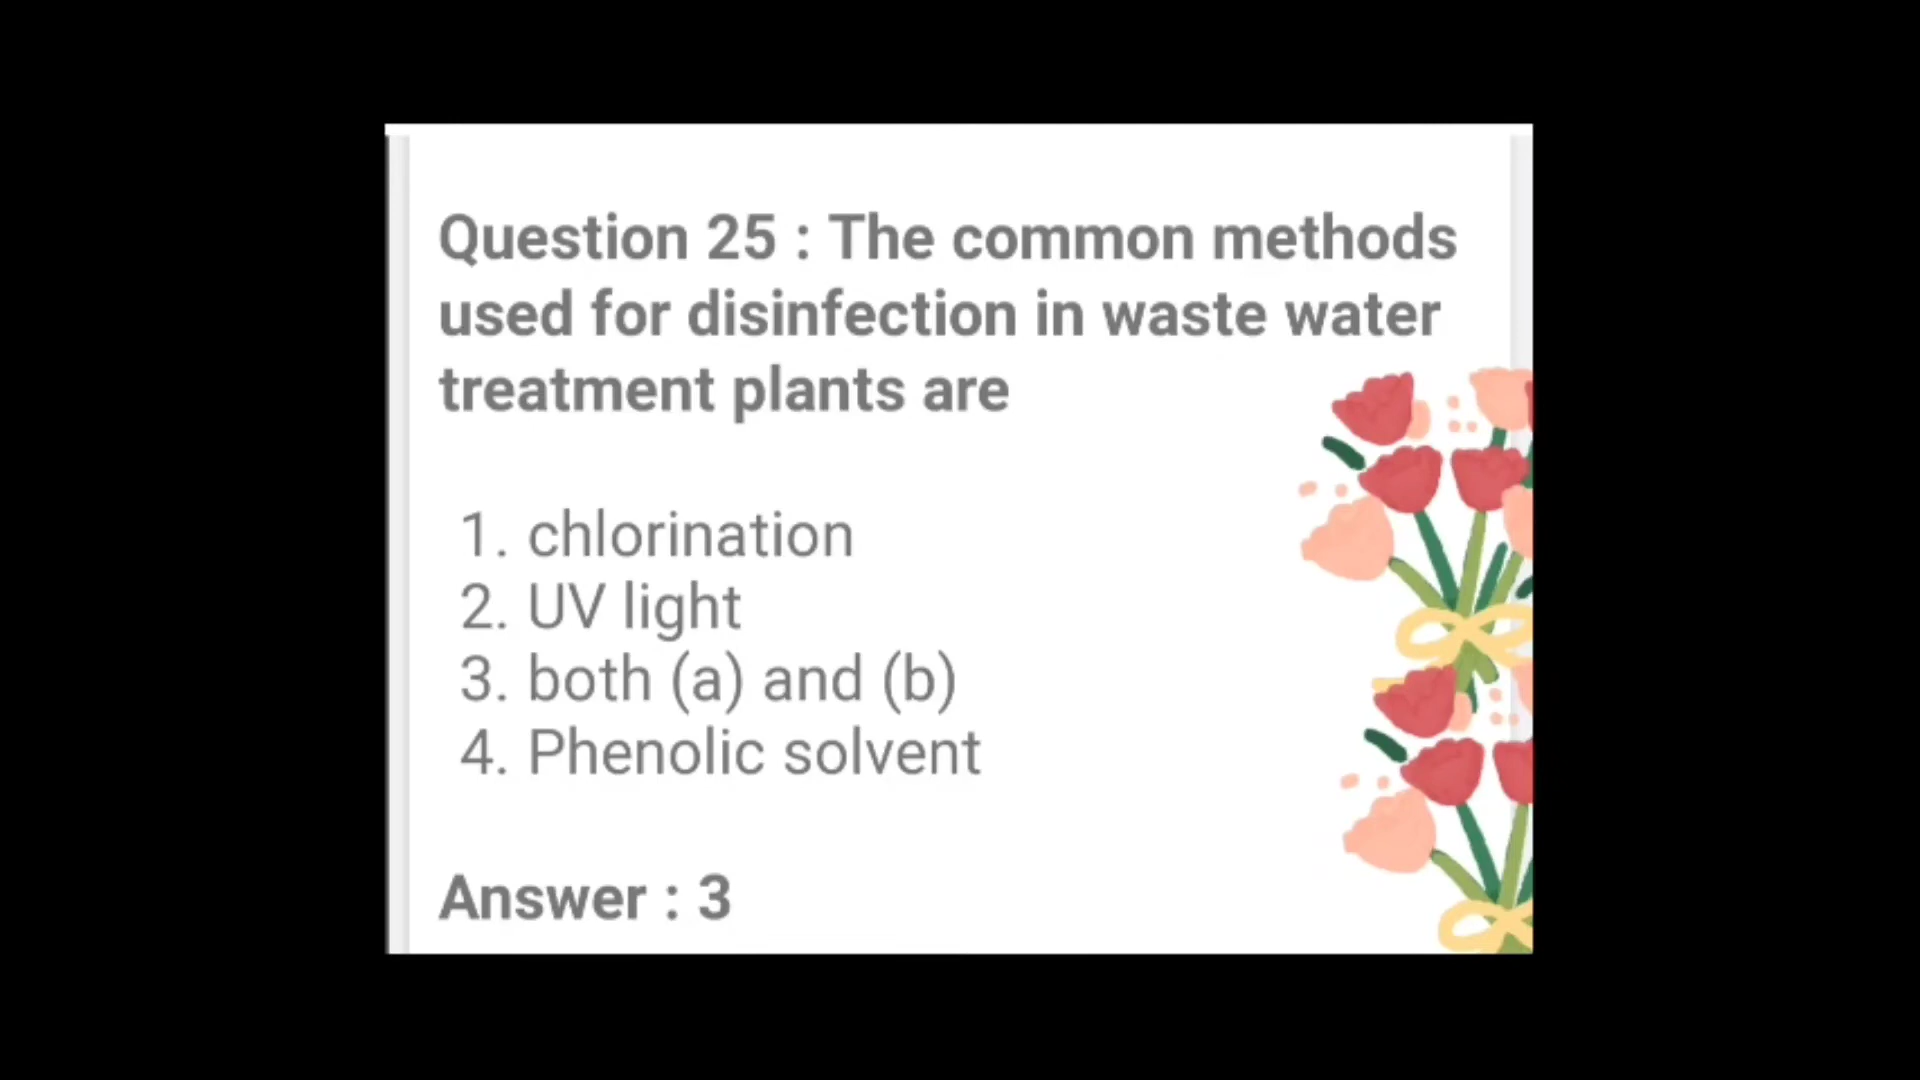 Question 25 : The common methods
used for disinfection in waste water
treatment plants are
1. chlorination
2. UV light
3. both (a) and (b)
4. Phenolic solvent
Answer : 3